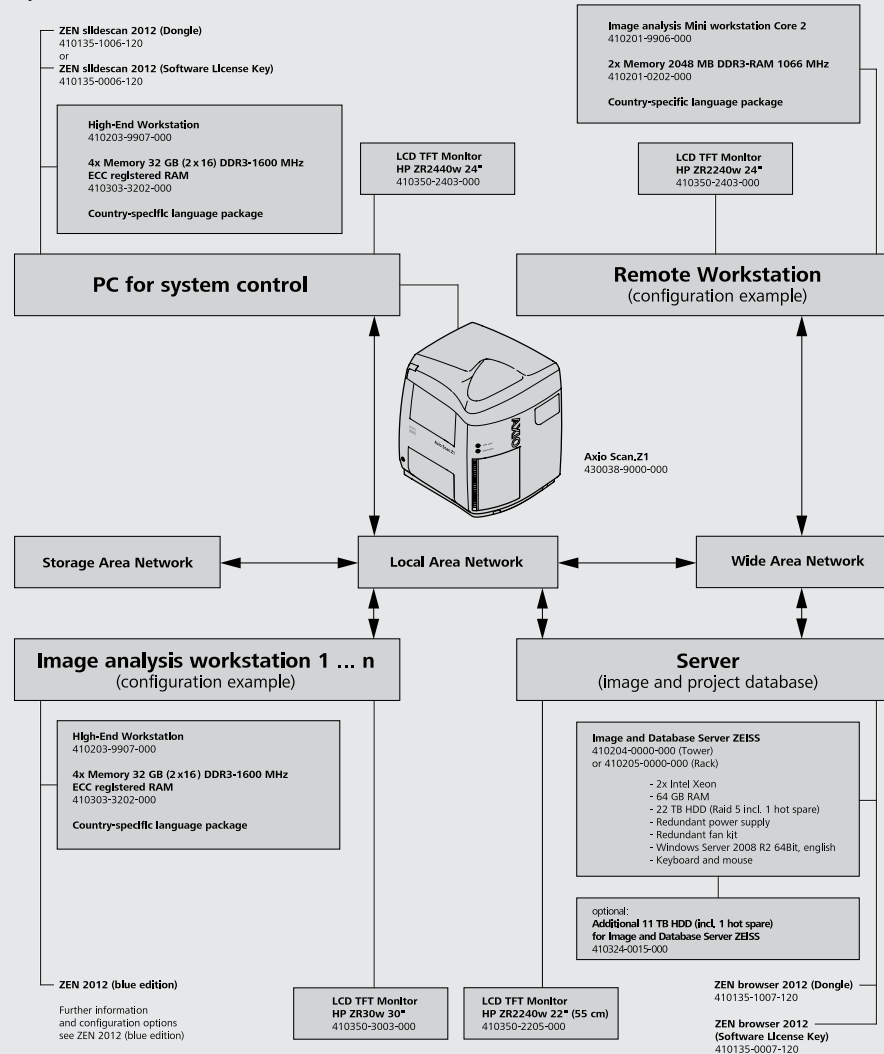 ZEN slidescan 2012 (Dongle)
410135-1006-120
or
ZEN slidescan 2012 (Software License Key)
410135-0006-120
High-End Workstation
410203-9907-000
4x Memory 32 GB (2x16) DDR3-1600 MHz
ECC registered RAM
410303-3202-000
Country-specific language package
LCD TFT Monitor
HP ZR2440w 24"
410350-2403-000
Image analysis Mini workstation Core 2
410201-9906-000
2x Memory 2048 MB DDR3-RAM 1066 MHz
410201-0202-000
Country-specific language package
LCD TFT Monitor
HP ZR2240w 24"
410350-2403-000
PC for system control
Remote Workstation
(configuration example)
AXIO
Axio Scan.Z1
Axio Scan.Z1
430038-9000-000
Storage Area Network
Local Area Network
Wide Area Network
Image analysis workstation 1 ... n
(configuration example)
Server
(image and project database)
High-End Workstation
410203-9907-000
4x Memory 32 GB (2x16) DDR3-1600 MHz
ECC registered RAM
410303-3202-000
Country-specific language package
Image and Database Server ZEISS
410204-0000-000 (Tower)
or 410205-0000-000 (Rack)
- 2x Intel Xeon
- 64 GB RAM
- 22 TB HDD (Raid 5 incl. 1 hot spare)
- Redundant power supply
- Redundant fan kit
- Windows Server 2008 R2 64Bit, english
- Keyboard and mouse
optional:
Additional 11 TB HDD (incl. 1 hot spare)
for Image and Database Server ZEISS
410324-0015-000
ZEN 2012 (blue edition)
Further information
and configuration options
see ZEN 2012 (blue edition)
LCD TFT Monitor
HP ZR30w 30"
410350-3003-000
LCD TFT Monitor
HP ZR2240w 22" (55 cm)
410350-2205-000
ZEN browser 2012 (Dongle)
410135-1007-120
ZEN browser 2012
(Software License Key)
410135-0007-120